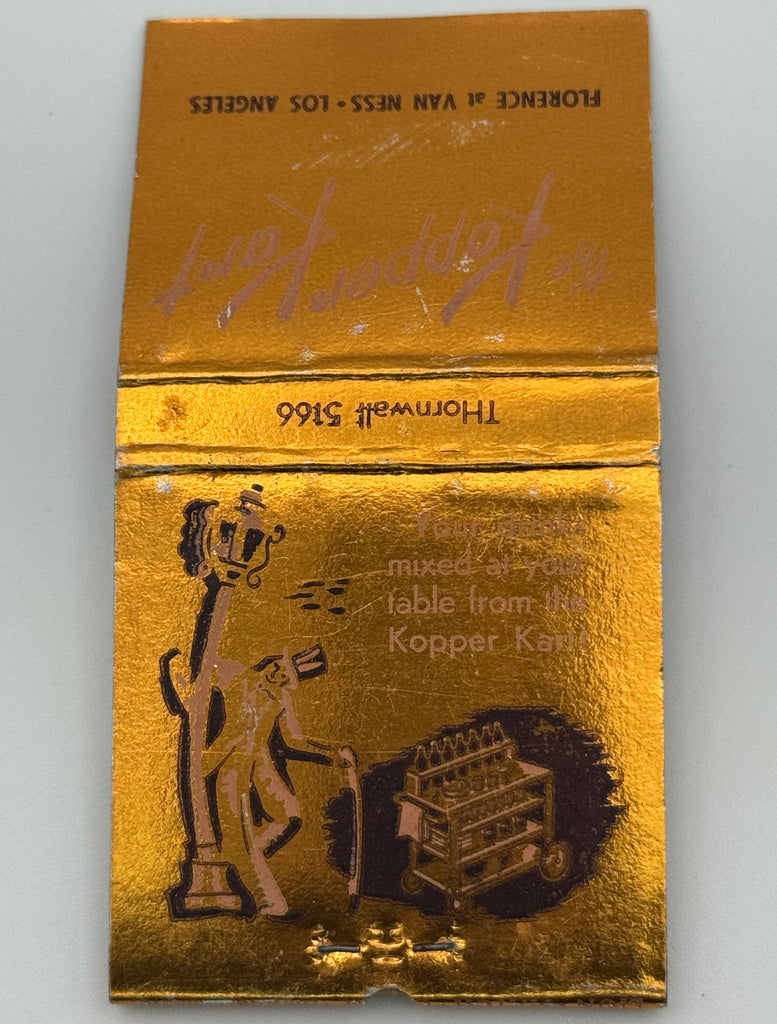 FLORENCE at VAN NESS • LOS ANGELES
The Kopper Kart
THornwall 5166
Your drinks
mixed at your
table from the
Kopper Kart!